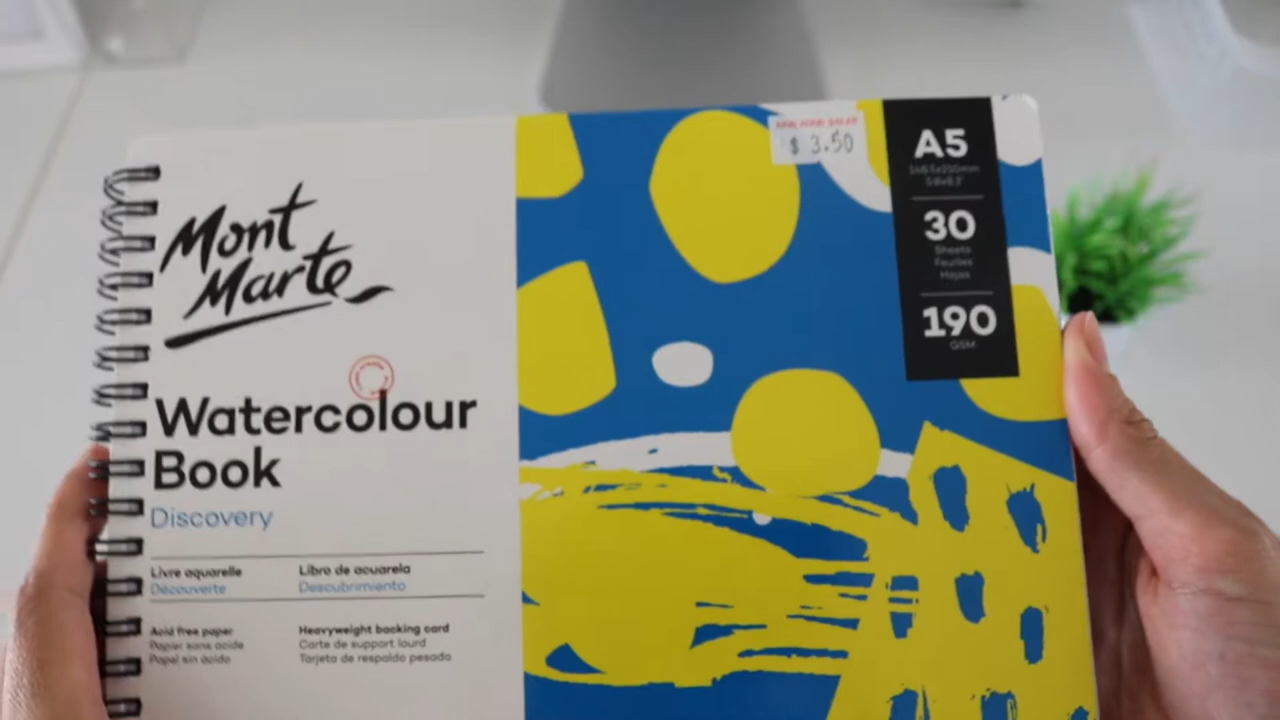 Mont
Marte
Watercolour
Book
Discovery
Livre aquarelle
Découverte
Libro de acuarela
Descubrimiento
Acid free paper
Papier sans acide
Papel sin ácido
Heavyweight backing card
Carte de support lourd
Tarjeta de respaldo pesado
$ 3.50
A5
30
Sheets
Feuilles
Hojas
190
GSM